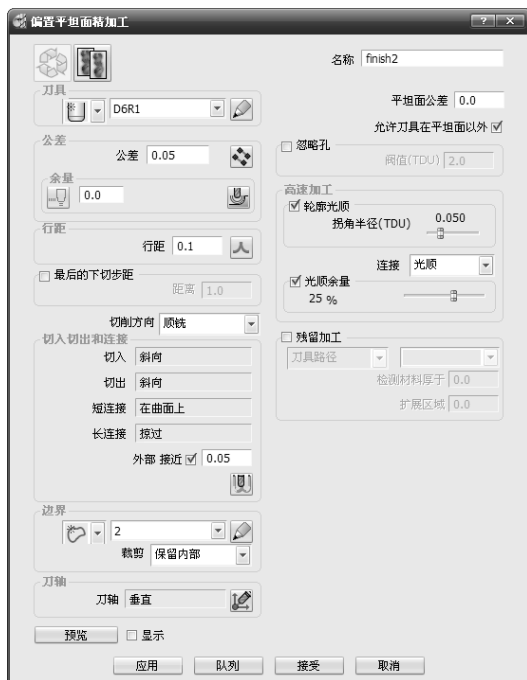 偏置平坦面精加工
名称 finish2
刀具
D6R1
公差
公差 0.05
余量
0.0
行距
行距 0.1
最后的下切步距
距离 1.0
切削方向 顺铣
切入切出和连接
切入 斜向
切出 斜向
短连接 在曲面上
长连接 掠过
外部 接近 0.05
边界
2
裁剪 保留内部
刀轴
刀轴 垂直
预览 显示
平坦面公差 0.0
允许刀具在平坦面以外
忽略孔
阀值(TDU) 2.0
高速加工
轮廓光顺
拐角半径(TDU) 0.050
连接 光顺
光顺余量
25 %
残留加工
刀具路径
检测材料厚于 0.0
扩展区域 0.0
应用 队列 接受 取消